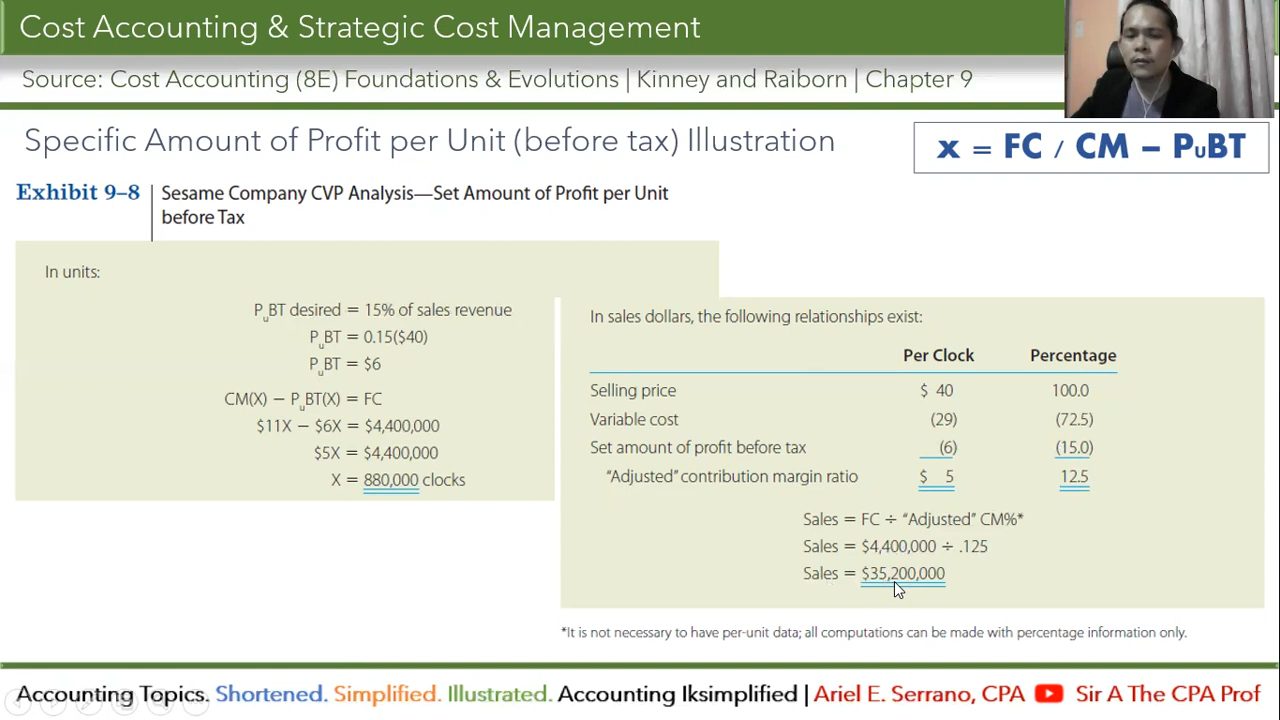 Cost Accounting & Strategic Cost Management
Source: Cost Accounting (8E) Foundations & Evolutions | Kinney and Raiborn | Chapter 9
Specific Amount of Profit per Unit (before tax) Illustration
x = FC / CM – PuBT
Exhibit 9–8
Sesame Company CVP Analysis—Set Amount of Profit per Unit
before Tax
In units:
PuBT desired = 15% of sales revenue
PuBT = 0.15($40)
PuBT = $6
CM(X) − PuBT(X) = FC
$11X − $6X = $4,400,000
$5X = $4,400,000
X = 880,000 clocks
In sales dollars, the following relationships exist:
Per Clock Percentage
Selling price $ 40 100.0
Variable cost (29) (72.5)
Set amount of profit before tax (6) (15.0)
“Adjusted” contribution margin ratio $ 5 12.5
Sales = FC ÷ “Adjusted” CM%*
Sales = $4,400,000 ÷ .125
Sales = $35,200,000
*It is not necessary to have per-unit data; all computations can be made with percentage information only.
Accounting Topics. Shortened. Simplified. Illustrated. Accounting Iksimplified | Ariel E. Serrano, CPA Sir A The CPA Prof